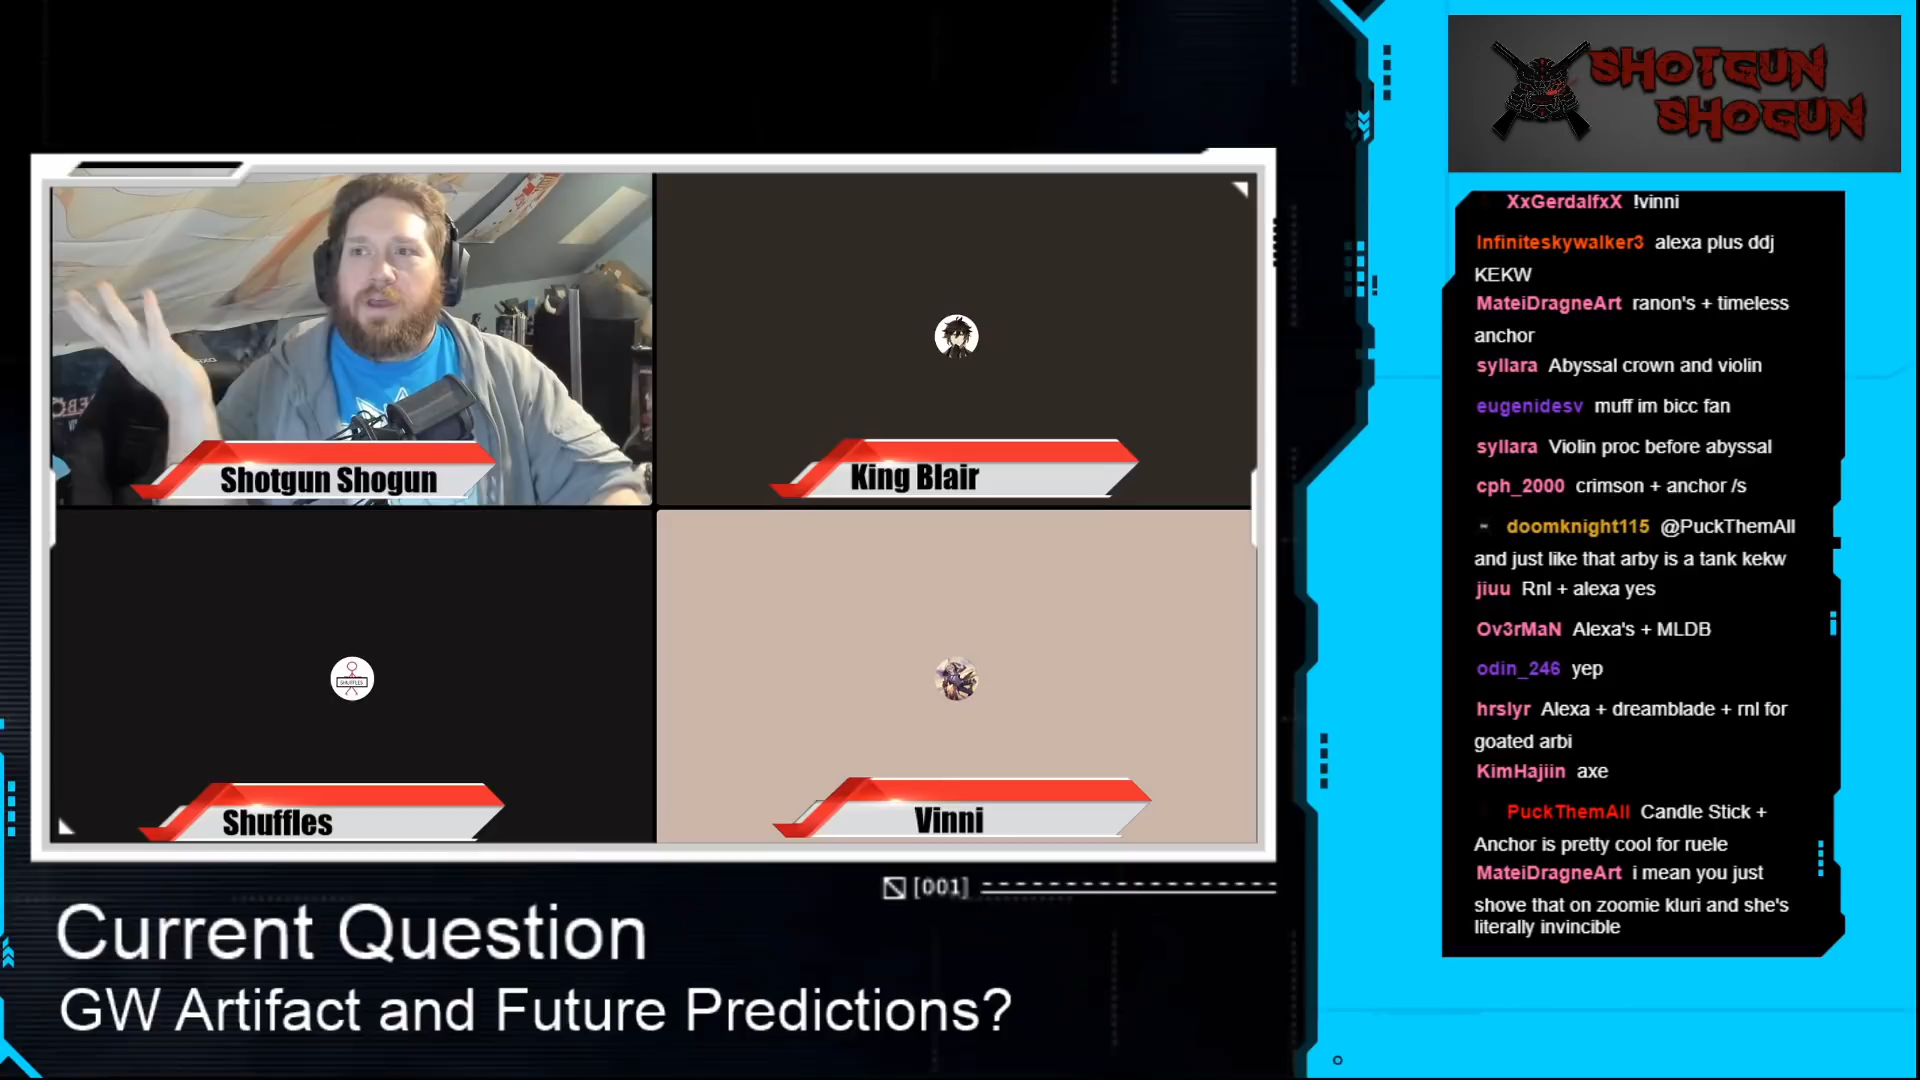 SHOTGUN
SHOGUN
XxGerdalfxX !vinni
Infiniteskywalker3 alexa plus ddj
KEKW
MateiDragneArt ranon's + timeless
anchor
syllara Abyssal crown and violin
eugenidesv muff im bicc fan
syllara Violin proc before abyssal
cph_2000 crimson + anchor /s
doomknight115 @PuckThemAll
and just like that arby is a tank kekw
jiuu Rnl + alexa yes
Ov3rMaN Alexa's + MLDB
odin_246 yep
hrslyr Alexa + dreamblade + rnl for
goated arbi
KimHajiin axe
PuckThemAll Candle Stick +
Anchor is pretty cool for ruele
MateiDragneArt i mean you just
shove that on zoomie kluri and she's
literally invincible
Shotgun Shogun
King Blair
SHUFFLES
Shuffles
Vinni
[001]
Current Question
GW Artifact and Future Predictions?